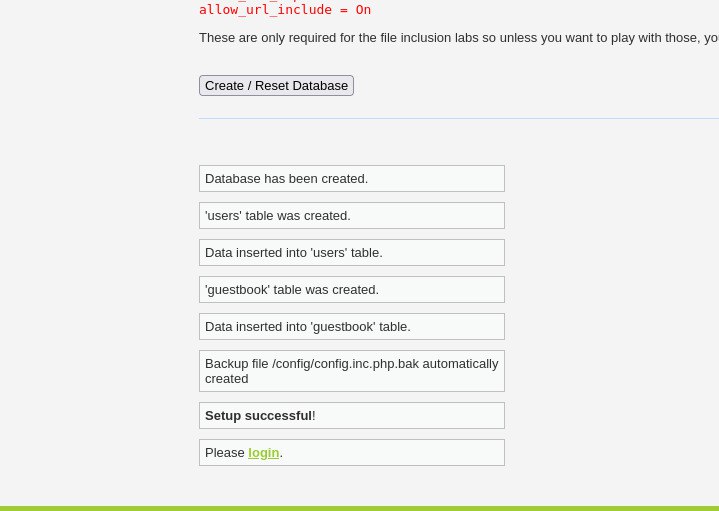 allow_url_include = On
These are only required for the file inclusion labs so unless you want to play with those,
Create / Reset Database
Database has been created.
'users' table was created.
Data inserted into 'users' table.
'guestbook' table was created.
Data inserted into 'guestbook' table.
Backup file /config/config.inc.php.bak automatically
created
Setup successful!
Please login.